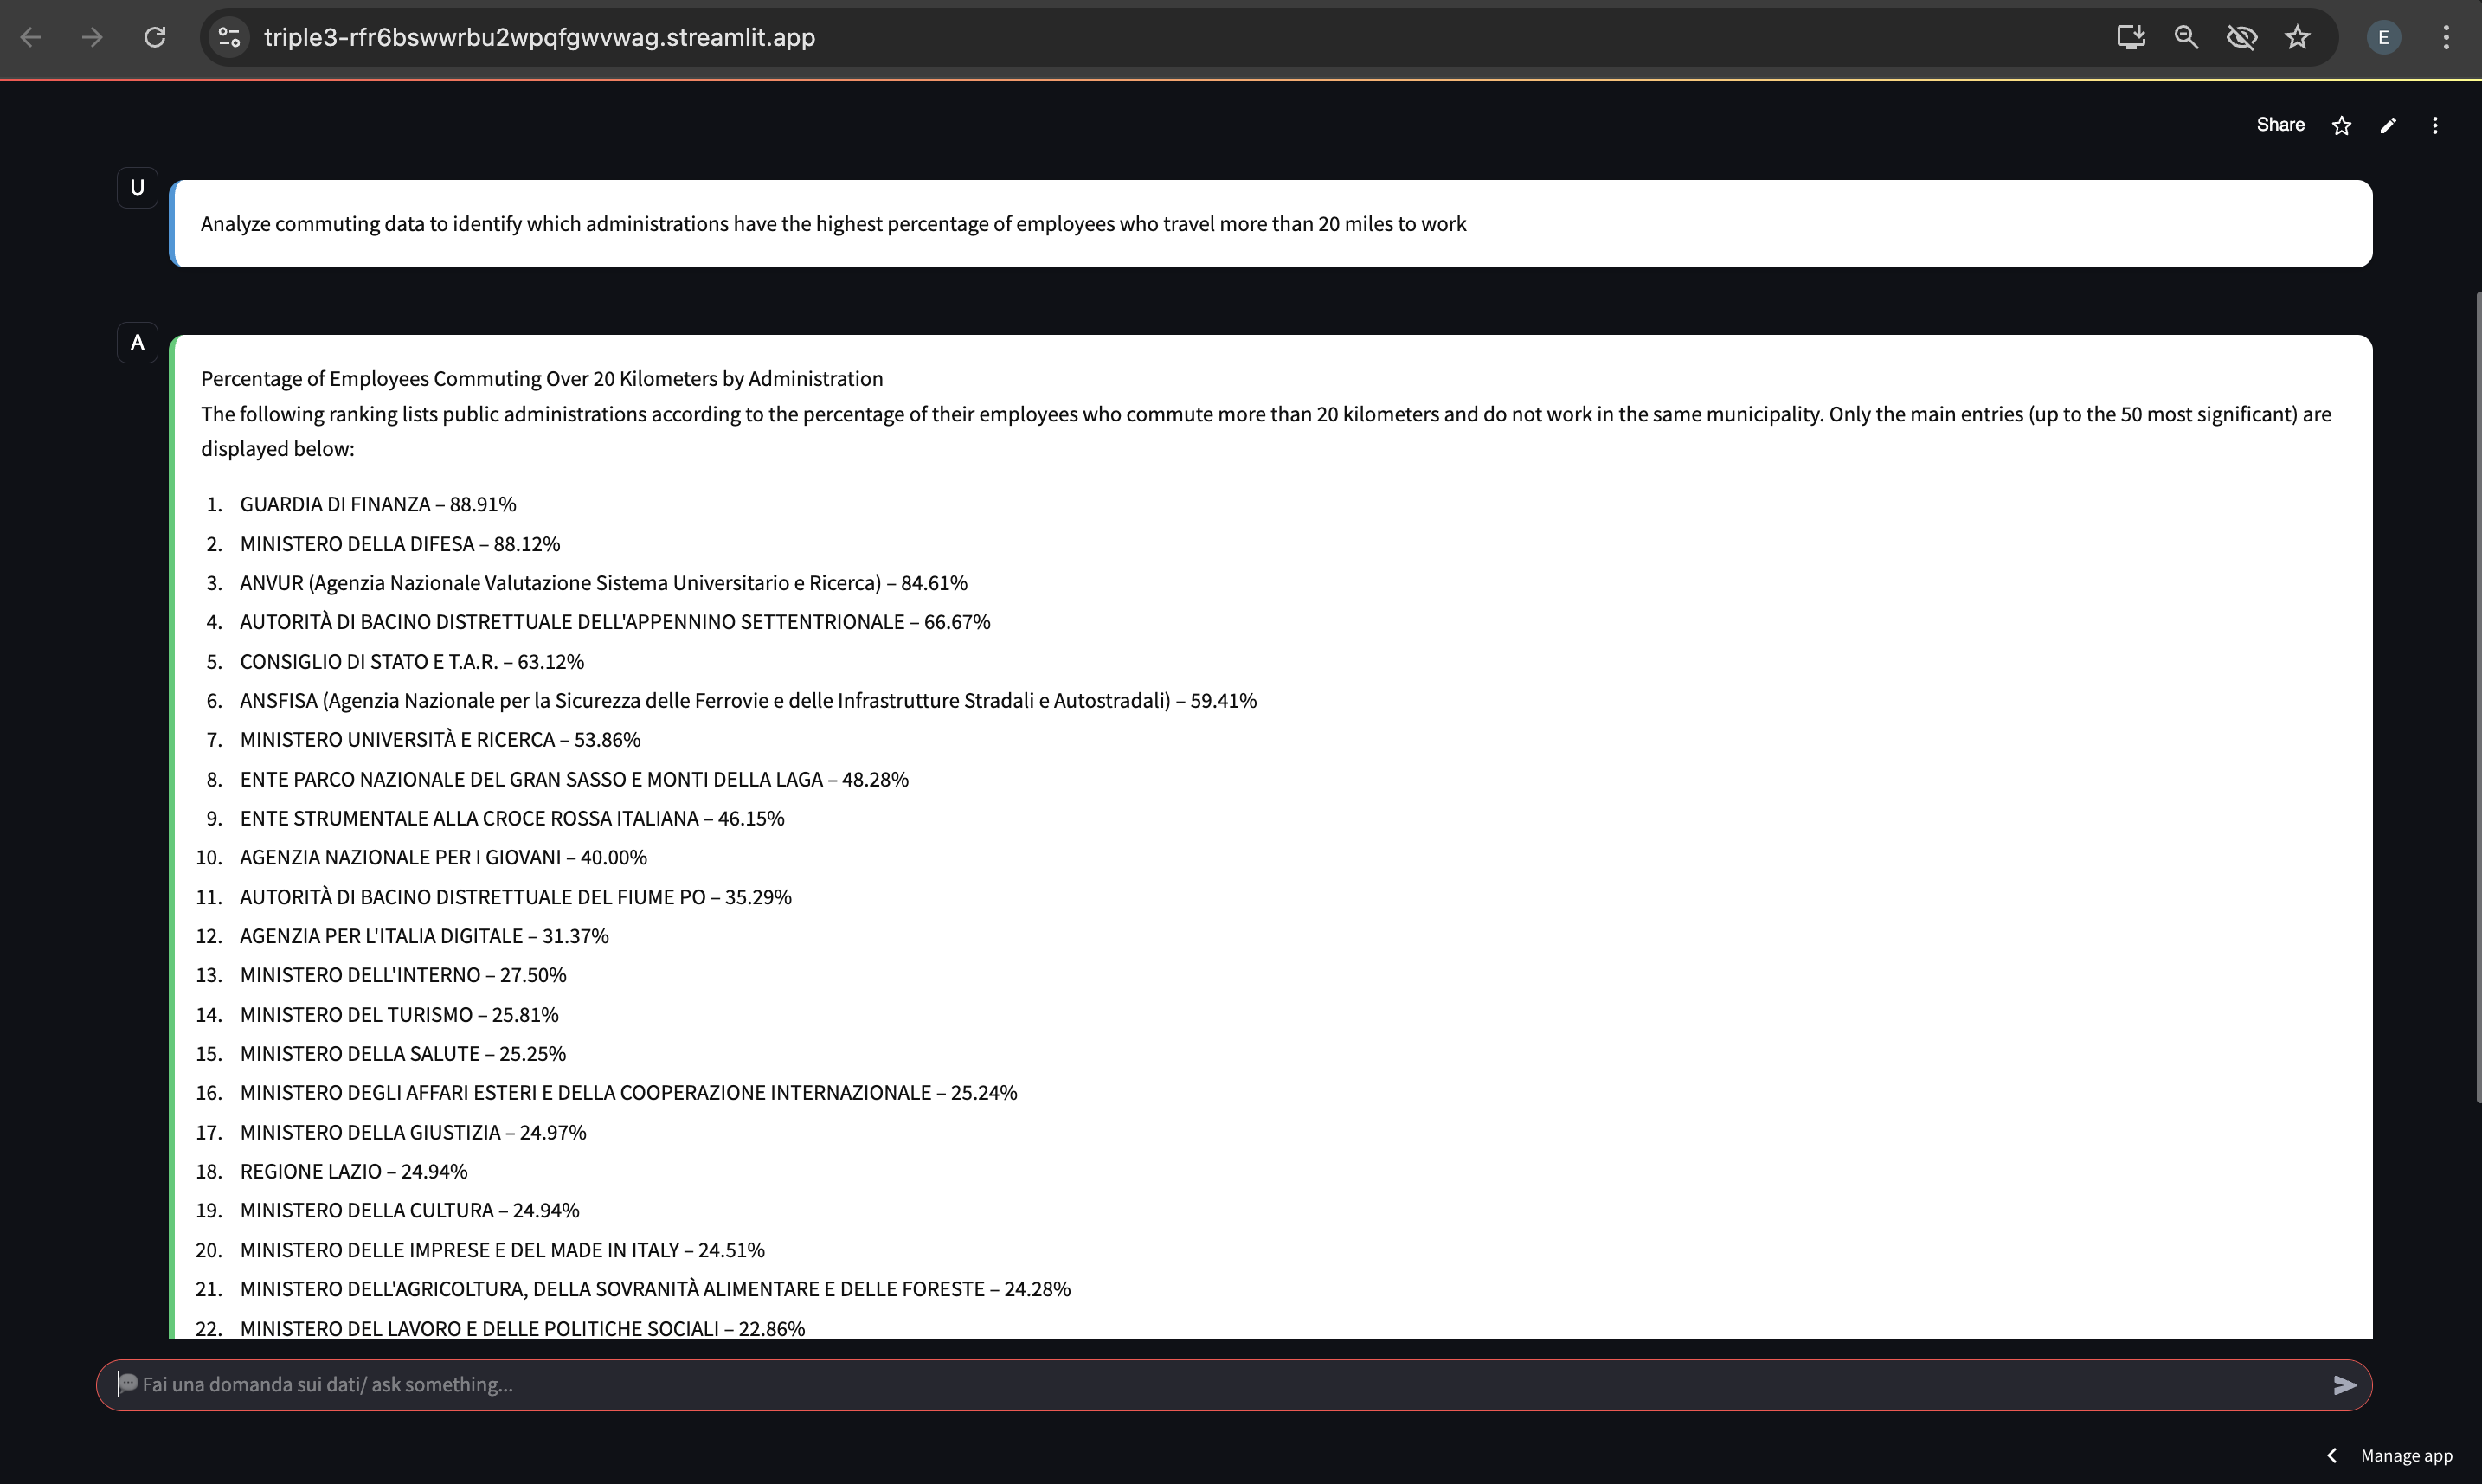 triple3-rfr6bswwrbu2wpqfgwvwag.streamlit.app
E
Share
U
Analyze commuting data to identify which administrations have the highest percentage of employees who travel more than 20 miles to work
A
Percentage of Employees Commuting Over 20 Kilometers by Administration
The following ranking lists public administrations according to the percentage of their employees who commute more than 20 kilometers and do not work in the same municipality. Only the main entries (up to the 50 most significant) are
displayed below:
1. GUARDIA DI FINANZA – 88.91%
2. MINISTERO DELLA DIFESA – 88.12%
3. ANVUR (Agenzia Nazionale Valutazione Sistema Universitario e Ricerca) – 84.61%
4. AUTORITÀ DI BACINO DISTRETTUALE DELL'APPENNINO SETTENTRIONALE – 66.67%
5. CONSIGLIO DI STATO E T.A.R. – 63.12%
6. ANSFISA (Agenzia Nazionale per la Sicurezza delle Ferrovie e delle Infrastrutture Stradali e Autostradali) – 59.41%
7. MINISTERO UNIVERSITÀ E RICERCA – 53.86%
8. ENTE PARCO NAZIONALE DEL GRAN SASSO E MONTI DELLA LAGA – 48.28%
9. ENTE STRUMENTALE ALLA CROCE ROSSA ITALIANA – 46.15%
10. AGENZIA NAZIONALE PER I GIOVANI – 40.00%
11. AUTORITÀ DI BACINO DISTRETTUALE DEL FIUME PO – 35.29%
12. AGENZIA PER L'ITALIA DIGITALE – 31.37%
13. MINISTERO DELL'INTERNO – 27.50%
14. MINISTERO DEL TURISMO – 25.81%
15. MINISTERO DELLA SALUTE – 25.25%
16. MINISTERO DEGLI AFFARI ESTERI E DELLA COOPERAZIONE INTERNAZIONALE – 25.24%
17. MINISTERO DELLA GIUSTIZIA – 24.97%
18. REGIONE LAZIO – 24.94%
19. MINISTERO DELLA CULTURA – 24.94%
20. MINISTERO DELLE IMPRESE E DEL MADE IN ITALY – 24.51%
21. MINISTERO DELL'AGRICOLTURA, DELLA SOVRANITÀ ALIMENTARE E DELLE FORESTE – 24.28%
22. MINISTERO DEL LAVORO E DELLE POLITICHE SOCIALI – 22.86%
Fai una domanda sui dati/ ask something...
Manage app